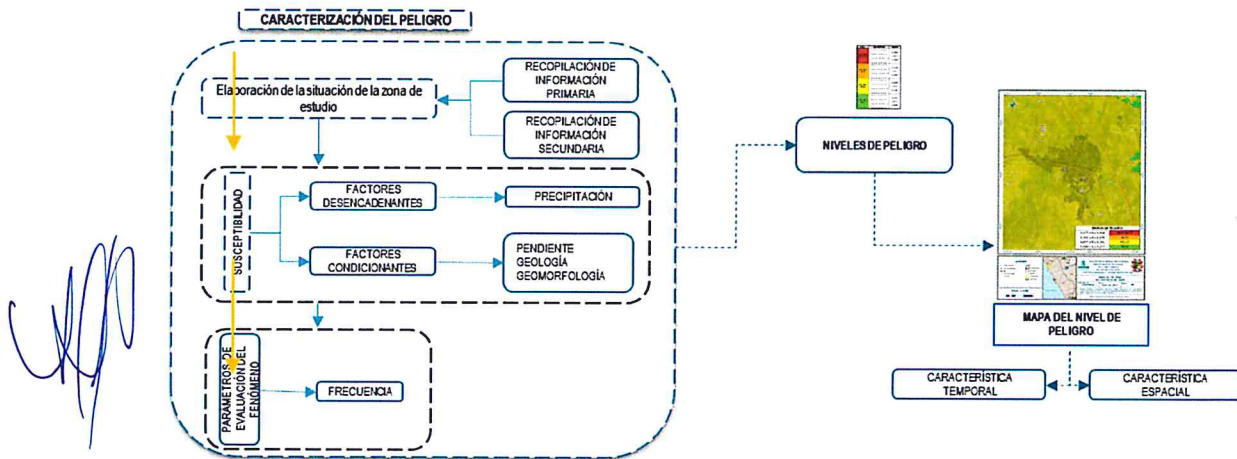 CARACTERIZACIÓN DEL PELIGRO
Elaboración de la situación de la zona de
estudio
RECOPILACIÓN DE
INFORMACIÓN
PRIMARIA
RECOPILACIÓN DE
INFORMACIÓN
SECUNDARIA
SUSCEPTIBILIDAD
FACTORES
DESENCADENANTES
PRECIPITACIÓN
FACTORES
CONDICIONANTES
PENDIENTE
GEOLOGÍA
GEOMORFOLOGÍA
PARAMETROS DE
EVALUACIÓN DEL
FENÓMENO
FRECUENCIA
NIVELES DE PELIGRO
MAPA DEL NIVEL DE
PELIGRO
CARACTERÍSTICA
TEMPORAL
CARACTERÍSTICA
ESPACIAL